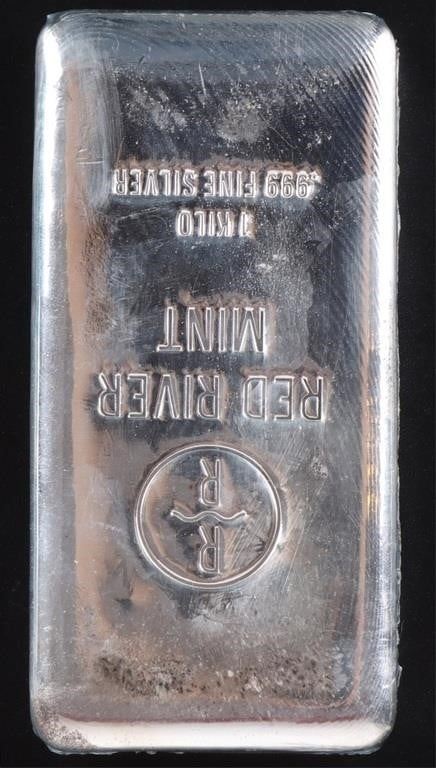 R
R
RED RIVER
MINT
1 KILO
.999 FINE SILVER